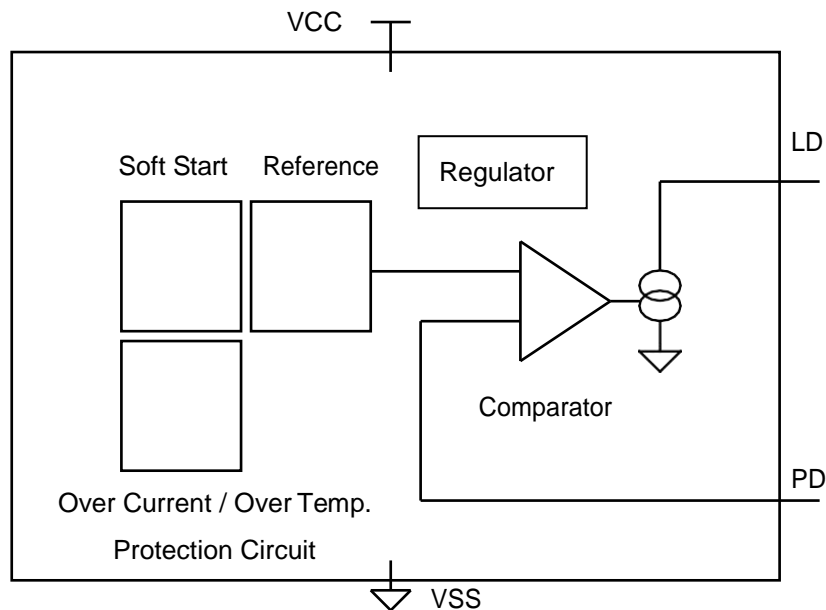 VCC
LD
Soft Start
Reference
Regulator
Comparator
PD
Over Current / Over Temp.
Protection Circuit
VSS